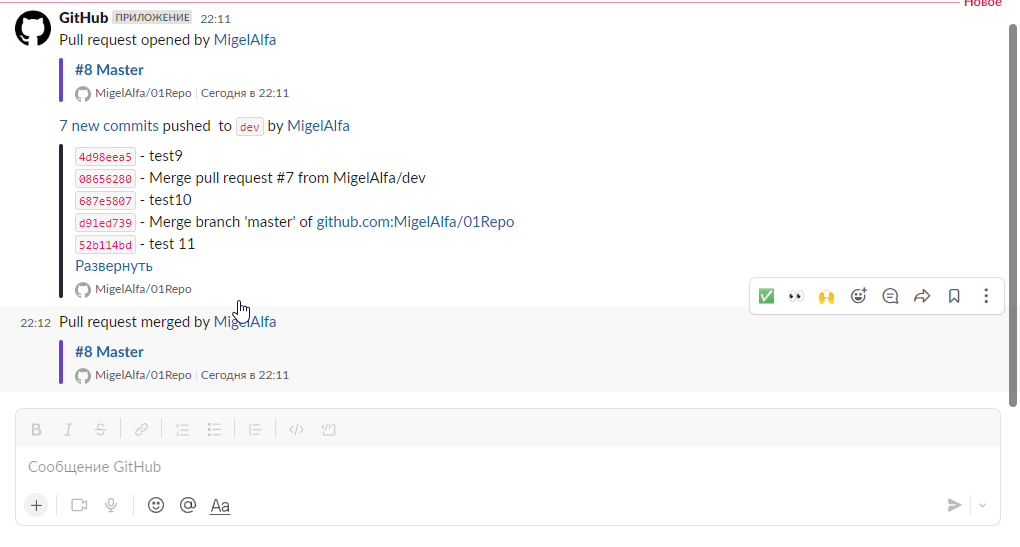 Новое
GitHub ПРИЛОЖЕНИЕ 22:11
Pull request opened by MigelAlfa
#8 Master
MigelAlfa/01Repo | Сегодня в 22:11
7 new commits pushed to dev by MigelAlfa
4d98eea5 - test9
08656280 - Merge pull request #7 from MigelAlfa/dev
687e5807 - test10
d91ed739 - Merge branch 'master' of github.com:MigelAlfa/01Repo
52b114bd - test 11
Развернуть
MigelAlfa/01Repo
22:12 Pull request merged by MigelAlfa
#8 Master
MigelAlfa/01Repo | Сегодня в 22:11
B I S
Сообщение GitHub
Aa